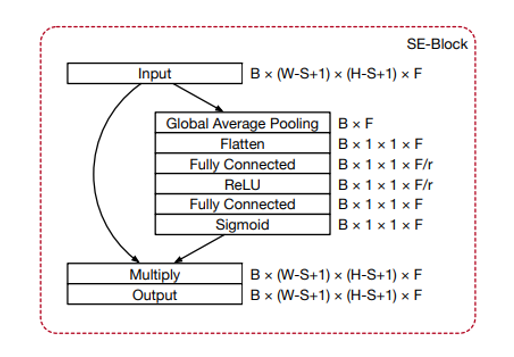 SE-Block
Input B × (W-S+1) × (H-S+1) × F
Global Average Pooling B × F
Flatten B × 1 × 1 × F
Fully Connected B × 1 × 1 × F/r
ReLU B × 1 × 1 × F/r
Fully Connected B × 1 × 1 × F
Sigmoid B × 1 × 1 × F
Multiply B × (W-S+1) × (H-S+1) × F
Output B × (W-S+1) × (H-S+1) × F